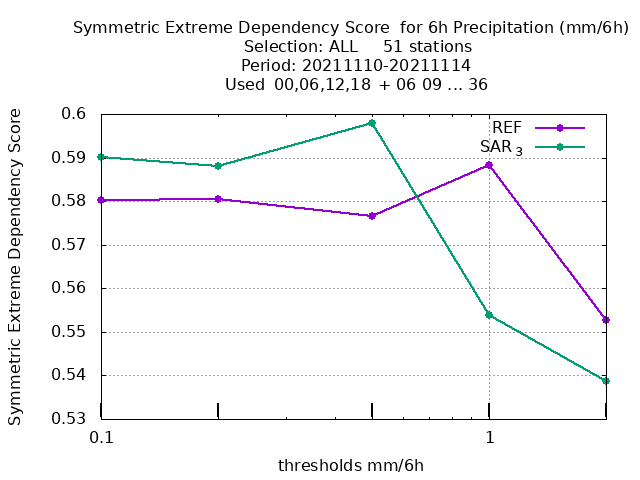 Symmetric Extreme Dependency Score for 6h Precipitation (mm/6h)
Selection: ALL 51 stations
Period: 20211110-20211114
Used 00,06,12,18 + 06 09 ... 36
Symmetric Extreme Dependency Score
0.6
0.59
0.58
0.57
0.56
0.55
0.54
0.53
REF
SAR3
0.1
1
thresholds mm/6h